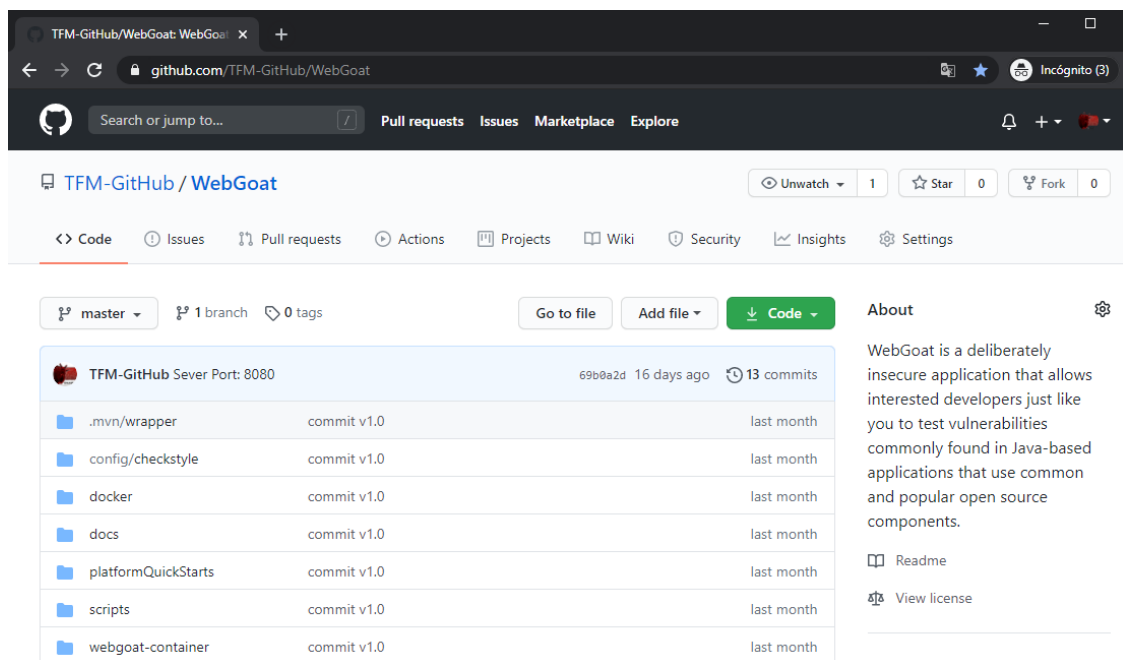 TFM-GitHub/WebGoat: WebGoat
github.com/TFM-GitHub/WebGoat
Incógnito (3)
Search or jump to...
/
Pull requests Issues Marketplace Explore
TFM-GitHub / WebGoat
Unwatch 1 Star 0 Fork 0
<> Code Issues Pull requests Actions Projects Wiki Security Insights Settings
master 1 branch 0 tags Go to file Add file Code
TFM-GitHub Sever Port: 8080 69b0a2d 16 days ago 13 commits
.mvn/wrapper commit v1.0 last month
config/checkstyle commit v1.0 last month
docker commit v1.0 last month
docs commit v1.0 last month
platformQuickStarts commit v1.0 last month
scripts commit v1.0 last month
webgoat-container commit v1.0 last month
About
WebGoat is a deliberately
insecure application that allows
interested developers just like
you to test vulnerabilities
commonly found in Java-based
applications that use common
and popular open source
components.
Readme
View license